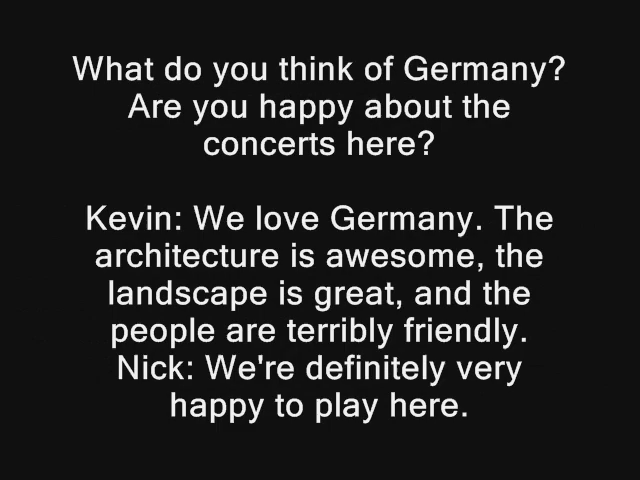 What do you think of Germany?
Are you happy about the
concerts here?
Kevin: We love Germany. The
architecture is awesome, the
landscape is great, and the
people are terribly friendly.
Nick: We're definitely very
happy to play here.